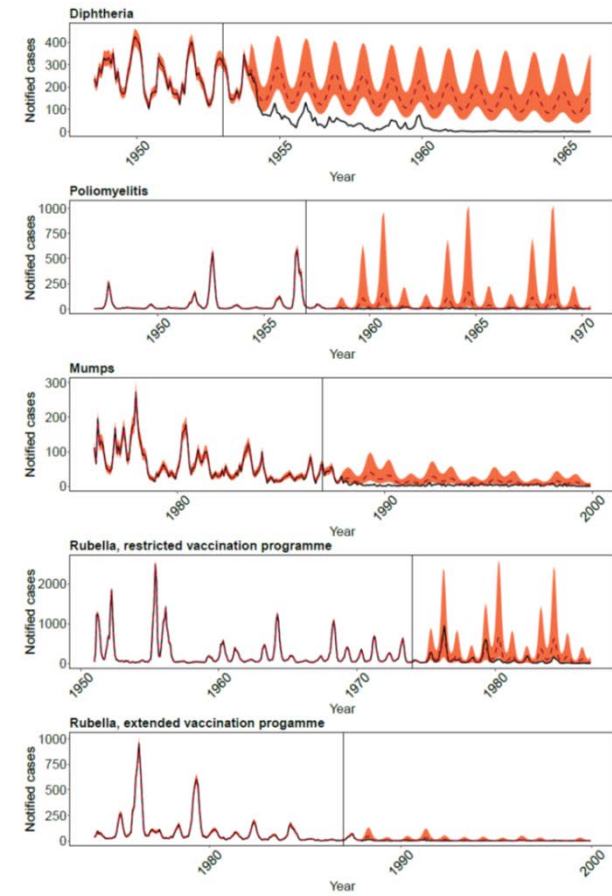 Diphtheria
Notified cases
400
300
200
100
0
1950
1955
1960
1965
Year
Poliomyelitis
Notified cases
1000
750
500
250
0
1950
1955
1960
1965
1970
Year
Mumps
Notified cases
300
200
100
0
1980
1990
2000
Year
Rubella, restricted vaccination programme
Notified cases
2000
1000
0
1950
1960
1970
1980
Year
Rubella, extended vaccination progamme
Notified cases
1000
750
500
250
0
1980
1990
2000
Year